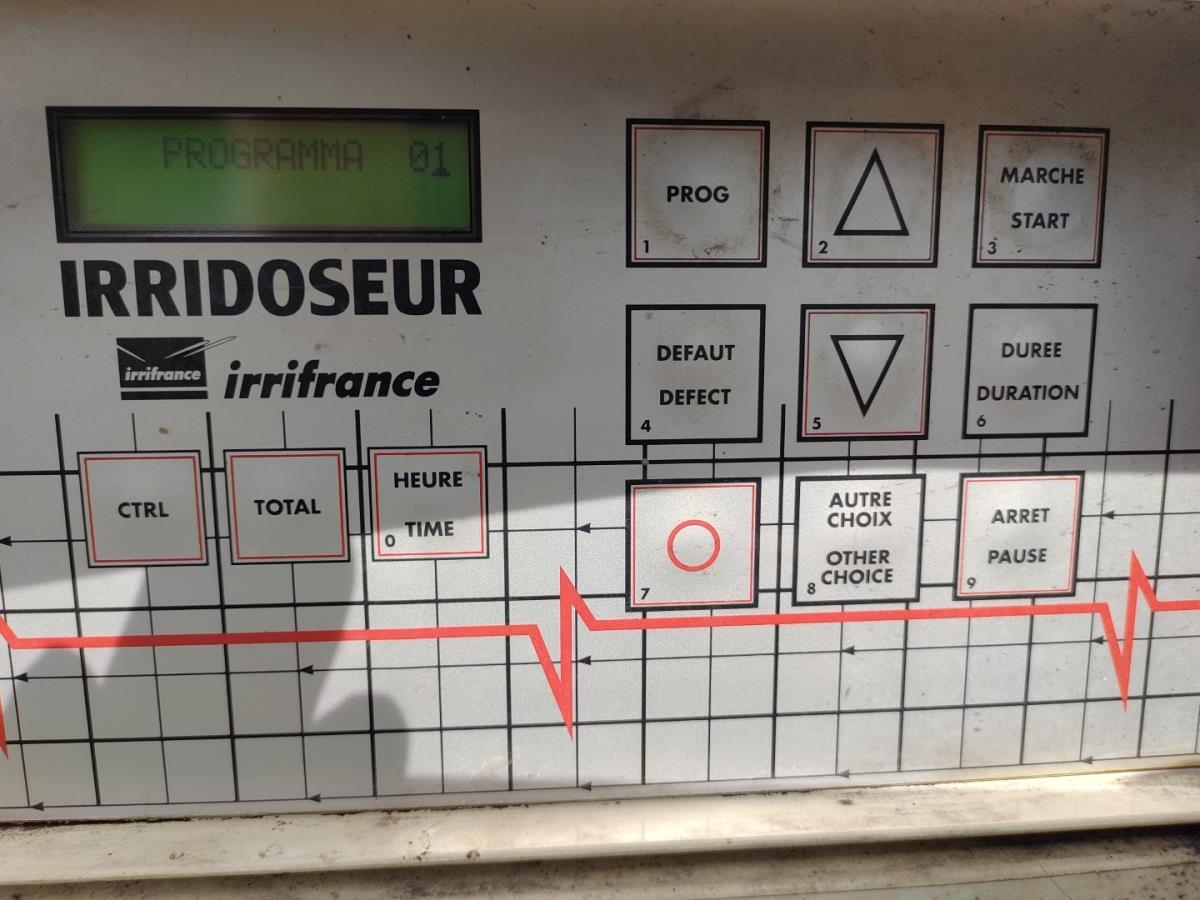 PROGRAMMA 01
IRRIDOSEUR
irrifrance
irrifrance
PROG
1
2
MARCHE
START
3
DEFAUT
DEFECT
4
5
DUREE
DURATION
6
CTRL
TOTAL
HEURE
TIME
0
7
AUTRE
CHOIX
OTHER
CHOICE
8
ARRET
PAUSE
9